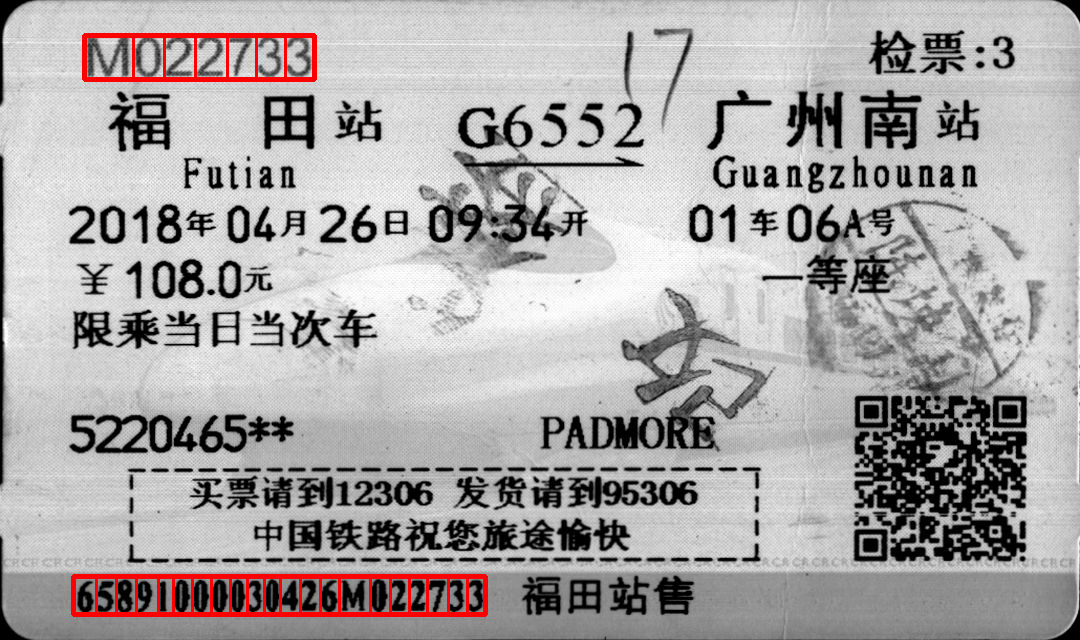 M022733 17 检票:3
福田站 G6552 广州南站
Futian Guangzhounan
2018年04月26日09:34开 01车06A号
￥108.0元 一等座
限乘当日当次车
5220465** PADMORE
买票请到12306 发货请到95306
中国铁路祝您旅途愉快
65891000030426M022733 福田站售